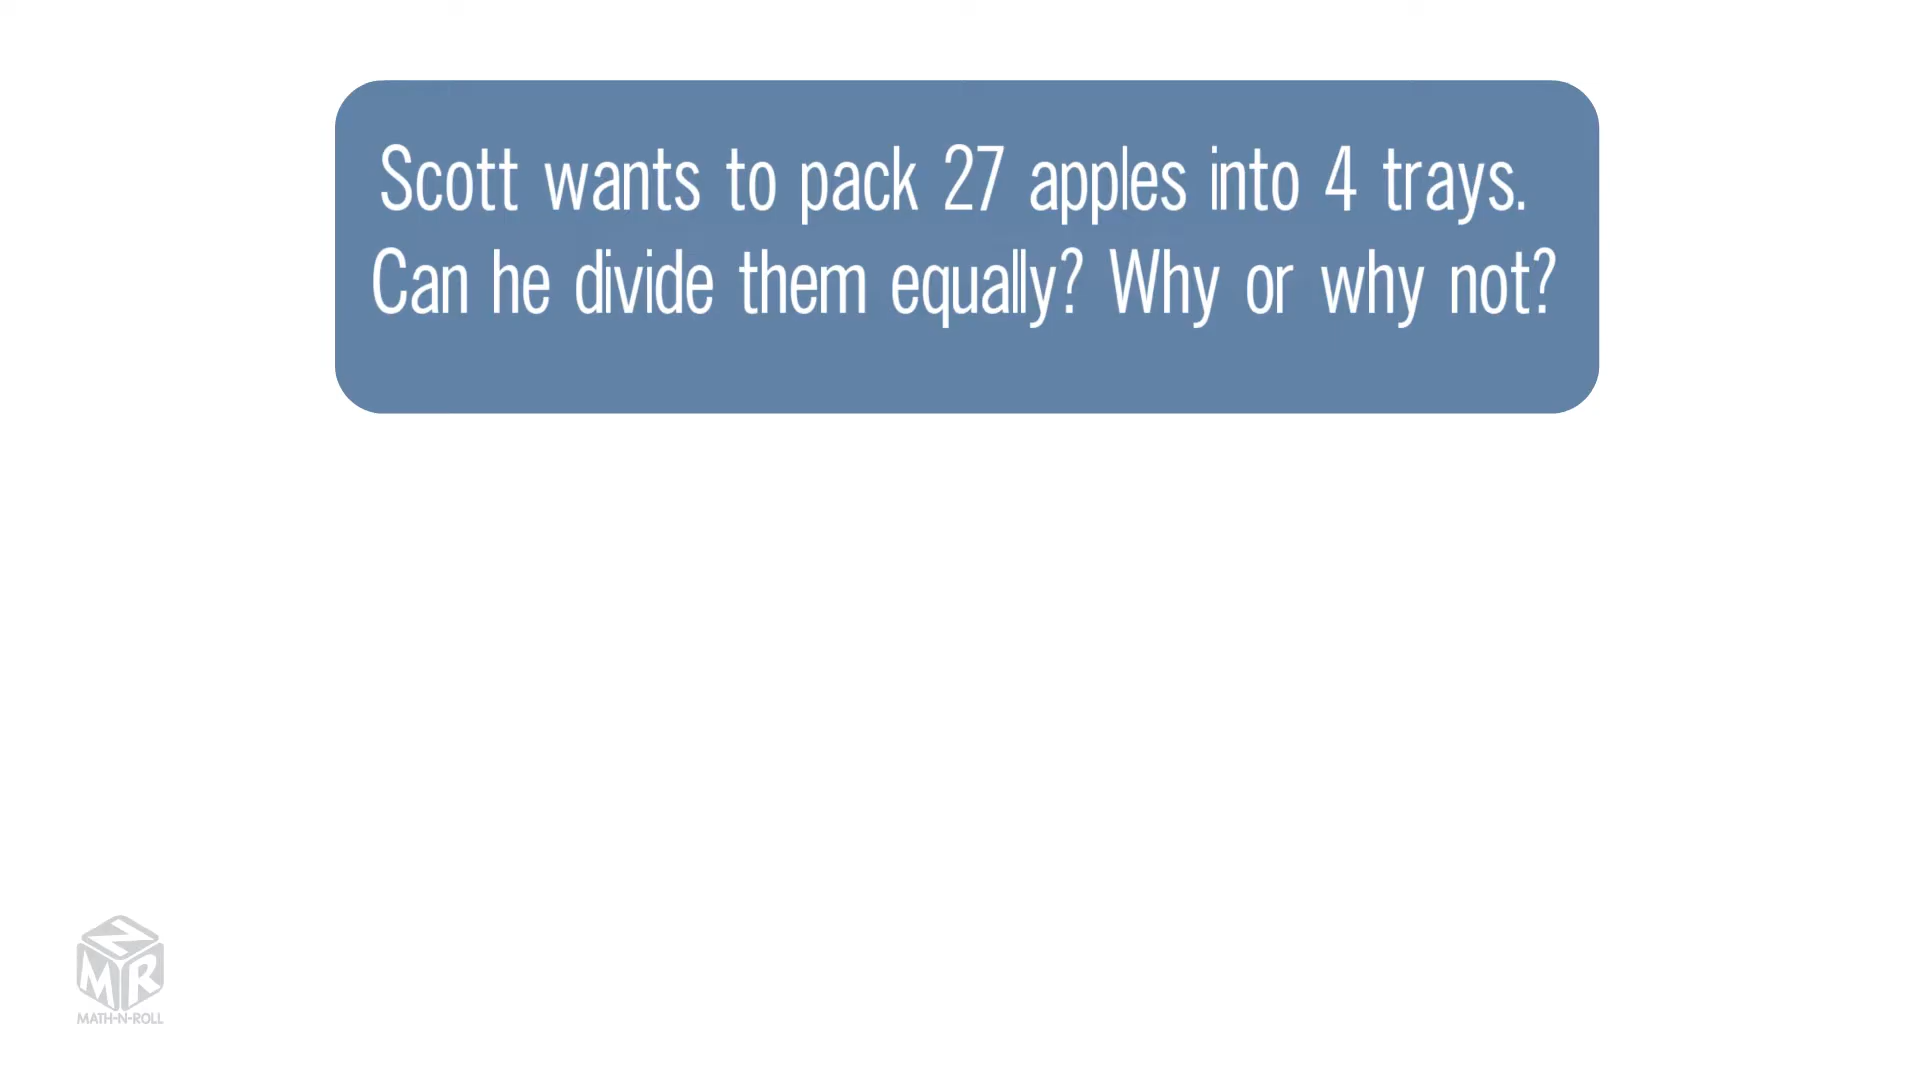 Scott wants to pack 27 apples into 4 trays.
Can he divide them equally? Why or why not?
MNR
MATH-N-ROLL